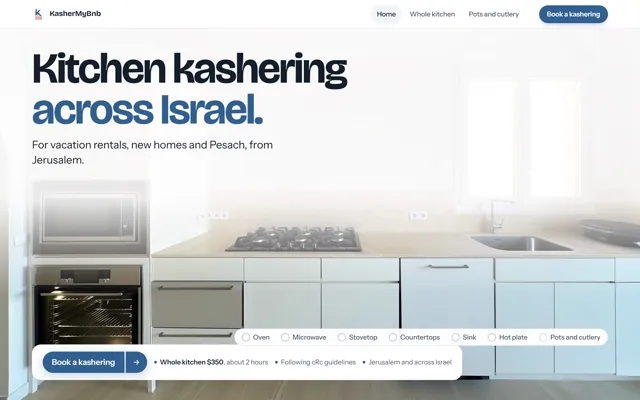 K KasherMyBnb
Home Whole kitchen Pots and cutlery Book a kashering
Kitchen kashering
across Israel.
For vacation rentals, new homes and Pesach, from
Jerusalem.
Oven Microwave Stovetop Countertops Sink Hot plate Pots and cutlery
Book a kashering → • Whole kitchen $350, about 2 hours • Following cRc guidelines • Jerusalem and across Israel